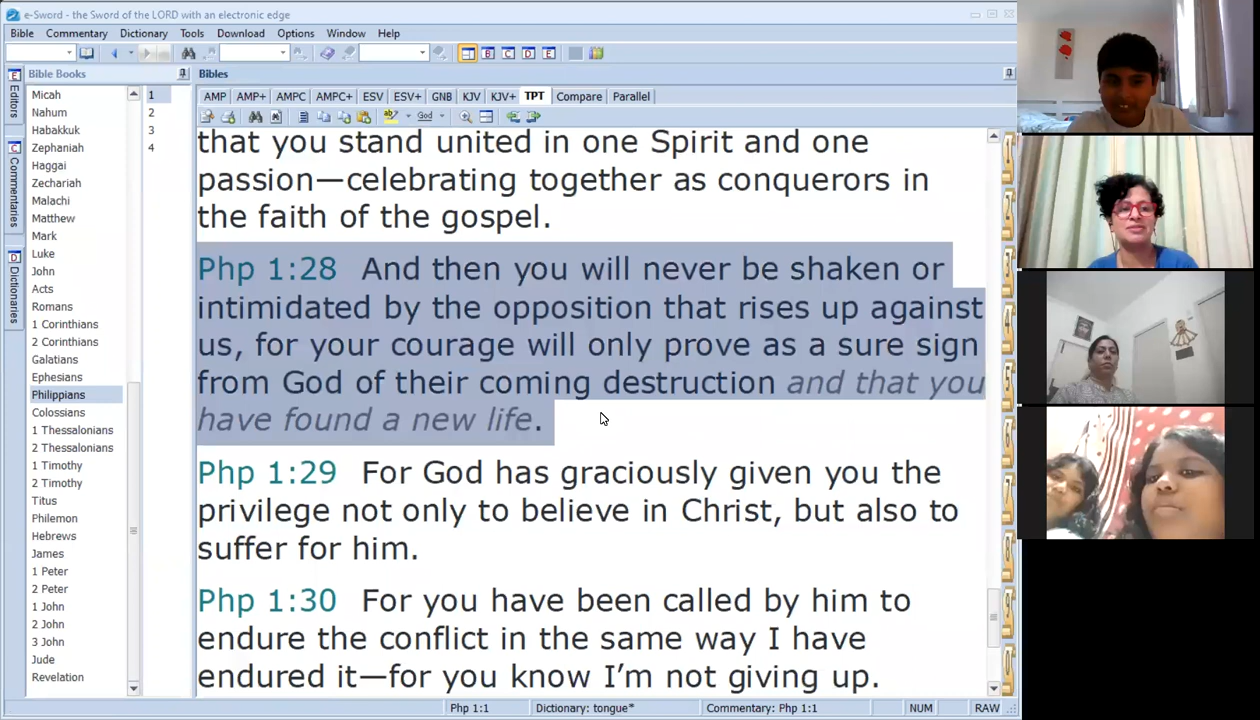 e-Sword - the Sword of the LORD with an electronic edge
Bible Commentary Dictionary Tools Download Options Window Help
B C D E
Bible Books
Bibles
Editors
Commentaries
Dictionaries
Micah
Nahum
Habakkuk
Zephaniah
Haggai
Zechariah
Malachi
Matthew
Mark
Luke
John
Acts
Romans
1 Corinthians
2 Corinthians
Galatians
Ephesians
Philippians
Colossians
1 Thessalonians
2 Thessalonians
1 Timothy
2 Timothy
Titus
Philemon
Hebrews
James
1 Peter
2 Peter
1 John
2 John
3 John
Jude
Revelation
1
2
3
4
AMP AMP+ AMPC AMPC+ ESV ESV+ GNB KJV KJV+ TPT Compare Parallel
ab God
that you stand united in one Spirit and one
passion—celebrating together as conquerors in
the faith of the gospel.
Php 1:28 And then you will never be shaken or
intimidated by the opposition that rises up against
us, for your courage will only prove as a sure sign
from God of their coming destruction and that you
have found a new life.
Php 1:29 For God has graciously given you the
privilege not only to believe in Christ, but also to
suffer for him.
Php 1:30 For you have been called by him to
endure the conflict in the same way I have
endured it—for you know I’m not giving up.
Php 1:1 Dictionary: tongue* Commentary: Php 1:1 NUM RAW